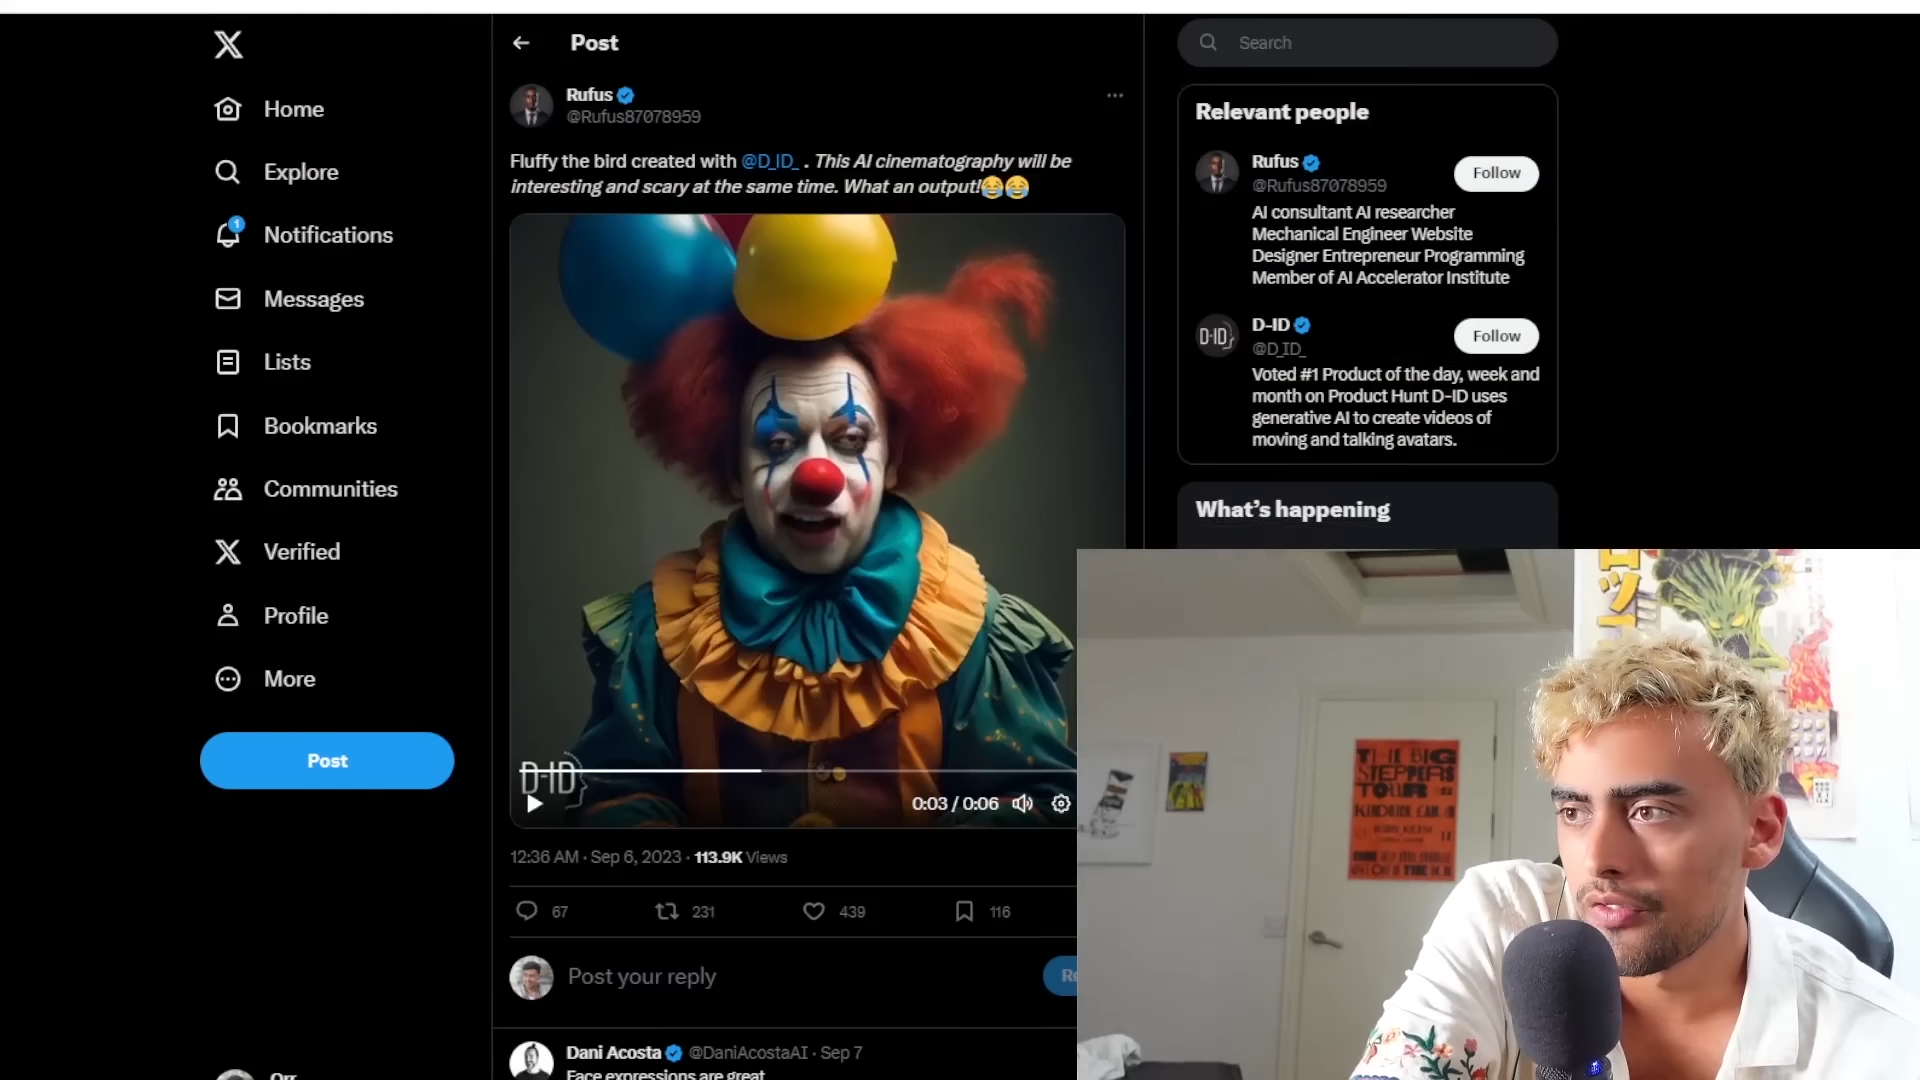 Post
Search
Rufus
@Rufus87078959
Fluffy the bird created with @D_ID_ . This AI cinematography will be
interesting and scary at the same time. What an output!😂😂
Home
Explore
1
Notifications
Messages
Lists
Bookmarks
Communities
Verified
Profile
More
Post
D-ID
0:03 / 0:06
12:36 AM · Sep 6, 2023 · 113.9K Views
67 231 439 116
Post your reply
Re
Dani Acosta @DaniAcostaAI · Sep 7
Face expressions are great
Relevant people
Rufus
@Rufus87078959
Follow
AI consultant AI researcher
Mechanical Engineer Website
Designer Entrepreneur Programming
Member of AI Accelerator Institute
D-ID
D-ID
@D_ID_
Follow
Voted #1 Product of the day, week and
month on Product Hunt D-ID uses
generative AI to create videos of
moving and talking avatars.
What's happening
THE BIG
STEPPERS
TOUR
Orr